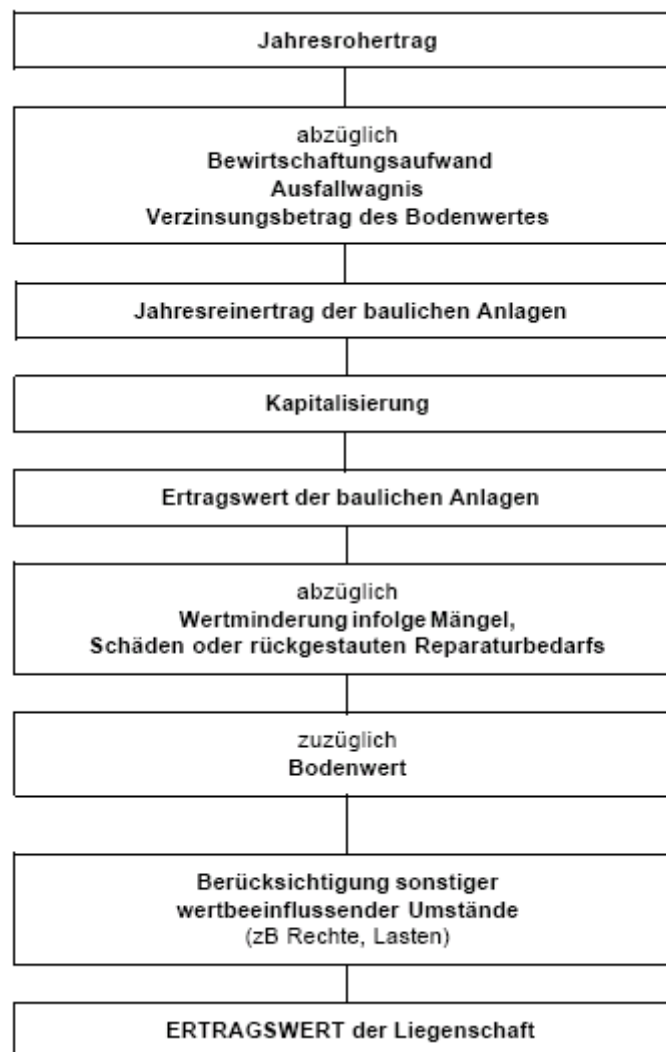 Jahresrohertrag
abzüglich
Bewirtschaftungsaufwand
Ausfallwagnis
Verzinsungsbetrag des Bodenwertes
Jahresreinertrag der baulichen Anlagen
Kapitalisierung
Ertragswert der baulichen Anlagen
abzüglich
Wertminderung infolge Mängel,
Schäden oder rückgestauten Reparaturbedarfs
zuzüglich
Bodenwert
Berücksichtigung sonstiger
wertbeeinflussender Umstände
(zB Rechte, Lasten)
ERTRAGSWERT der Liegenschaft